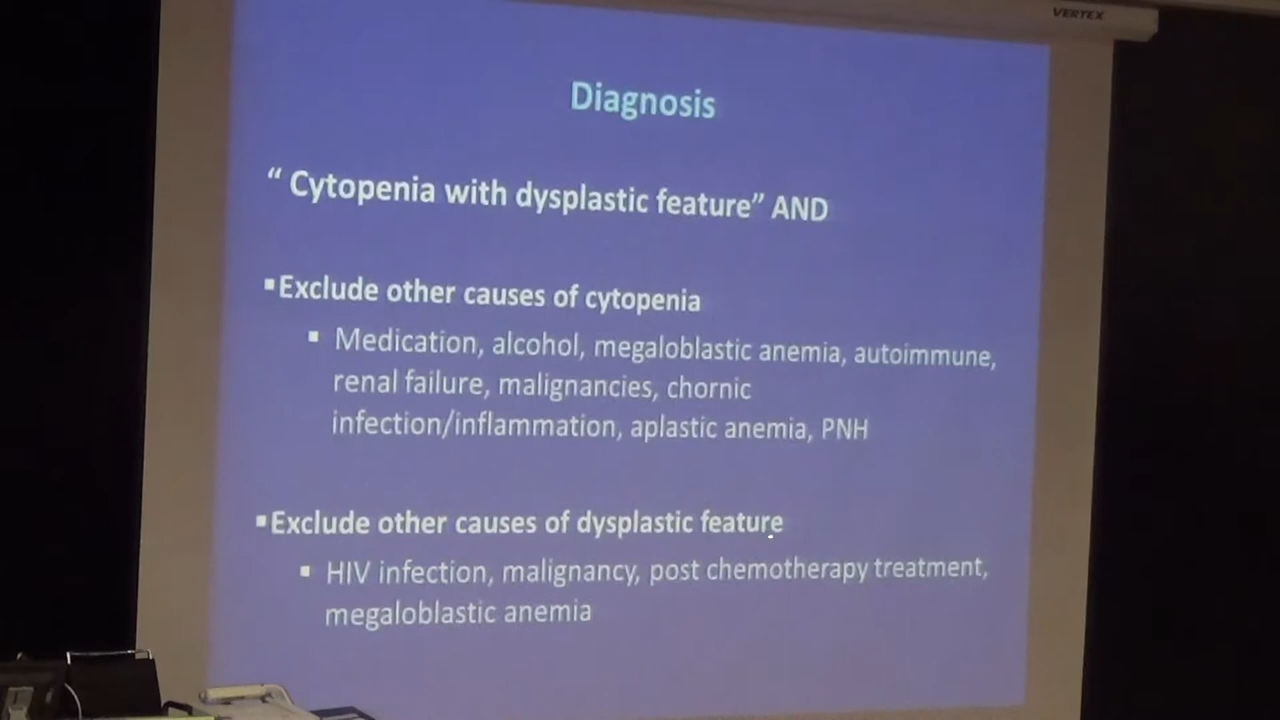 VERTEX
Diagnosis
“ Cytopenia with dysplastic feature” AND
▪Exclude other causes of cytopenia
▪ Medication, alcohol, megaloblastic anemia, autoimmune,
renal failure, malignancies, chornic
infection/inflammation, aplastic anemia, PNH
▪Exclude other causes of dysplastic feature
▪ HIV infection, malignancy, post chemotherapy treatment,
megaloblastic anemia